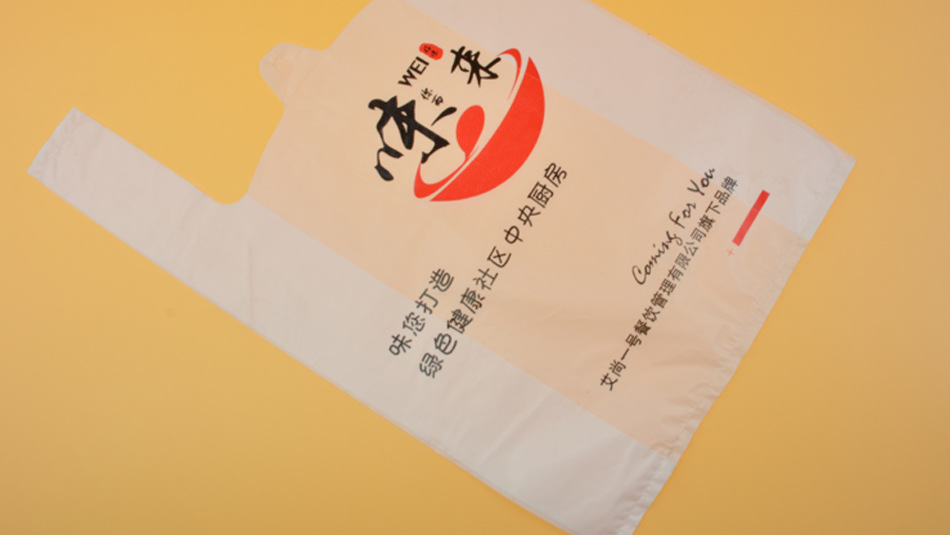 WEI
味来
味您打造
绿色健康社区中央厨房
Coming For You
艾尚一号餐饮管理有限公司旗下品牌